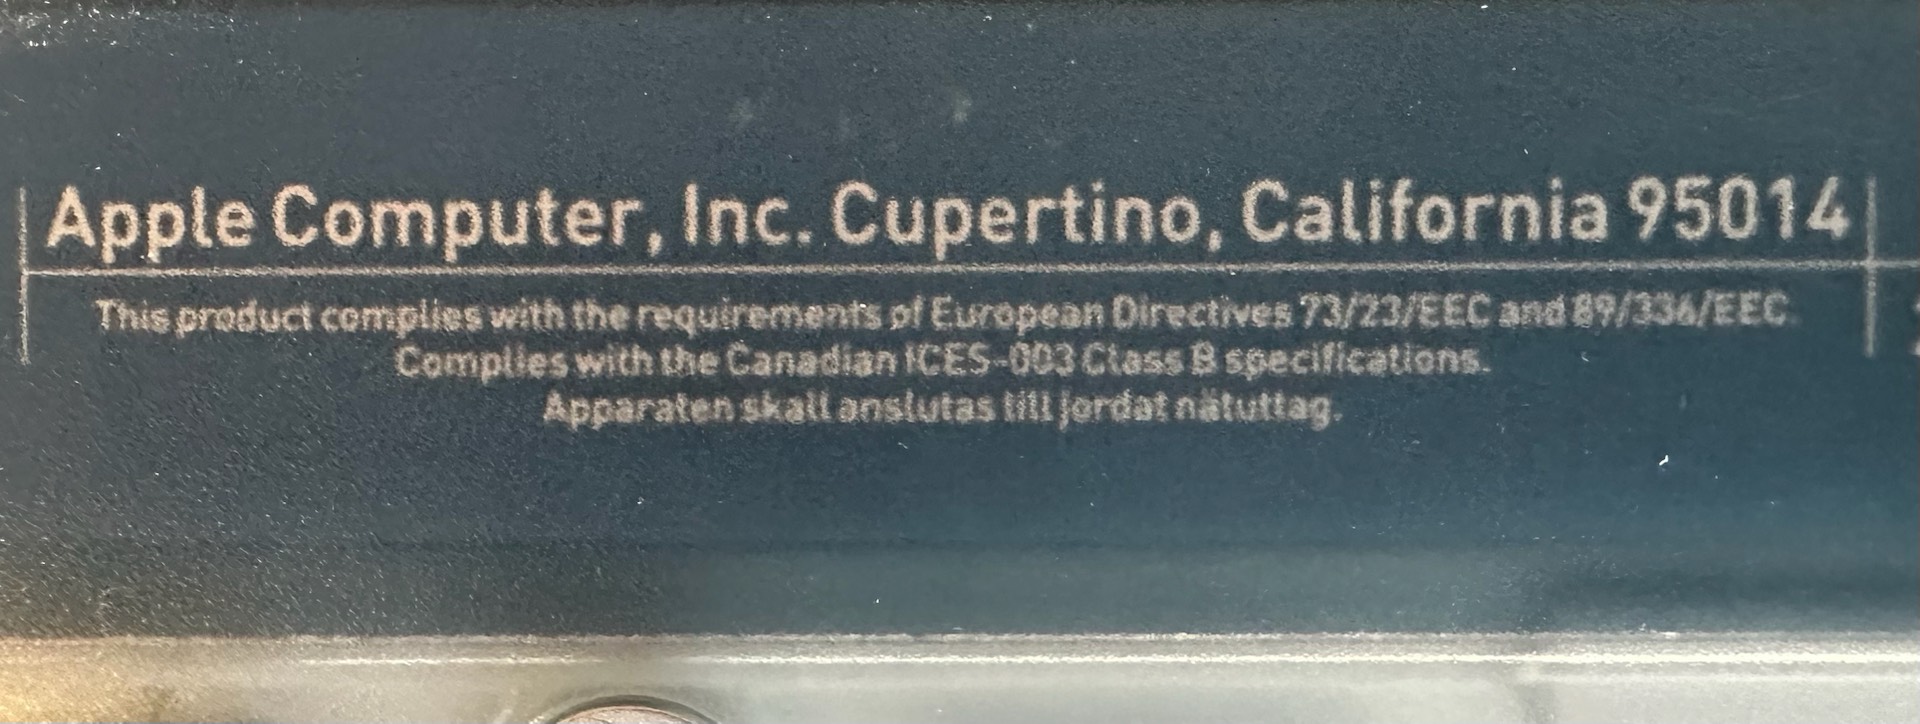 Apple Computer, Inc. Cupertino, California 95014
This product complies with the requirements of European Directives 73/23/EEC and 89/336/EEC.
Complies with the Canadian ICES-003 Class B specifications.
Apparaten skall anslutas till jordat nätuttag.